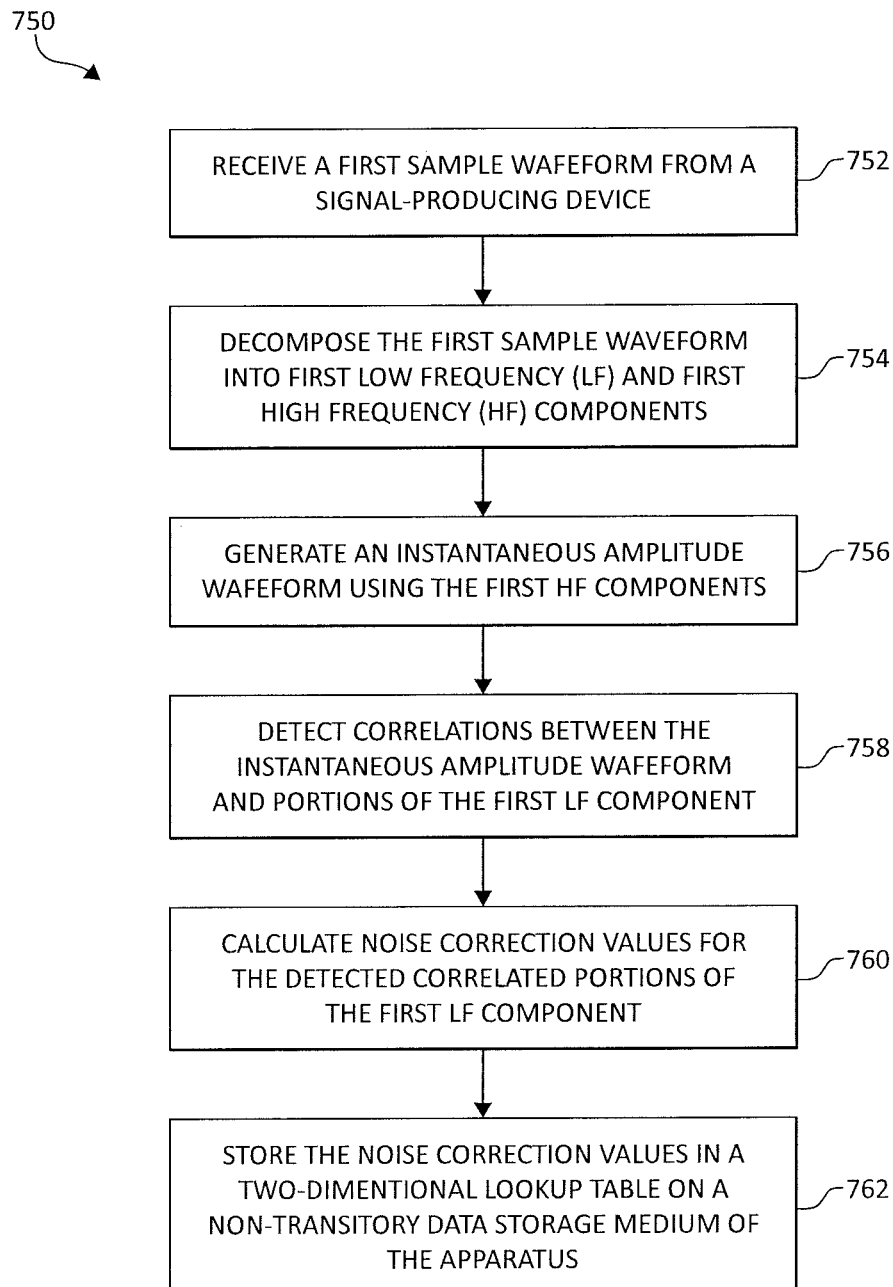 750
RECEIVE A FIRST SAMPLE WAFEFORM FROM A
SIGNAL-PRODUCING DEVICE
752
DECOMPOSE THE FIRST SAMPLE WAVEFORM
INTO FIRST LOW FREQUENCY (LF) AND FIRST
HIGH FREQUENCY (HF) COMPONENTS
754
GENERATE AN INSTANTANEOUS AMPLITUDE
WAFEFORM USING THE FIRST HF COMPONENTS
756
DETECT CORRELATIONS BETWEEN THE
INSTANTANEOUS AMPLITUDE WAFEFORM
AND PORTIONS OF THE FIRST LF COMPONENT
758
CALCULATE NOISE CORRECTION VALUES FOR
THE DETECTED CORRELATED PORTIONS OF
THE FIRST LF COMPONENT
760
STORE THE NOISE CORRECTION VALUES IN A
TWO-DIMENTIONAL LOOKUP TABLE ON A
NON-TRANSITORY DATA STORAGE MEDIUM OF
THE APPARATUS
762